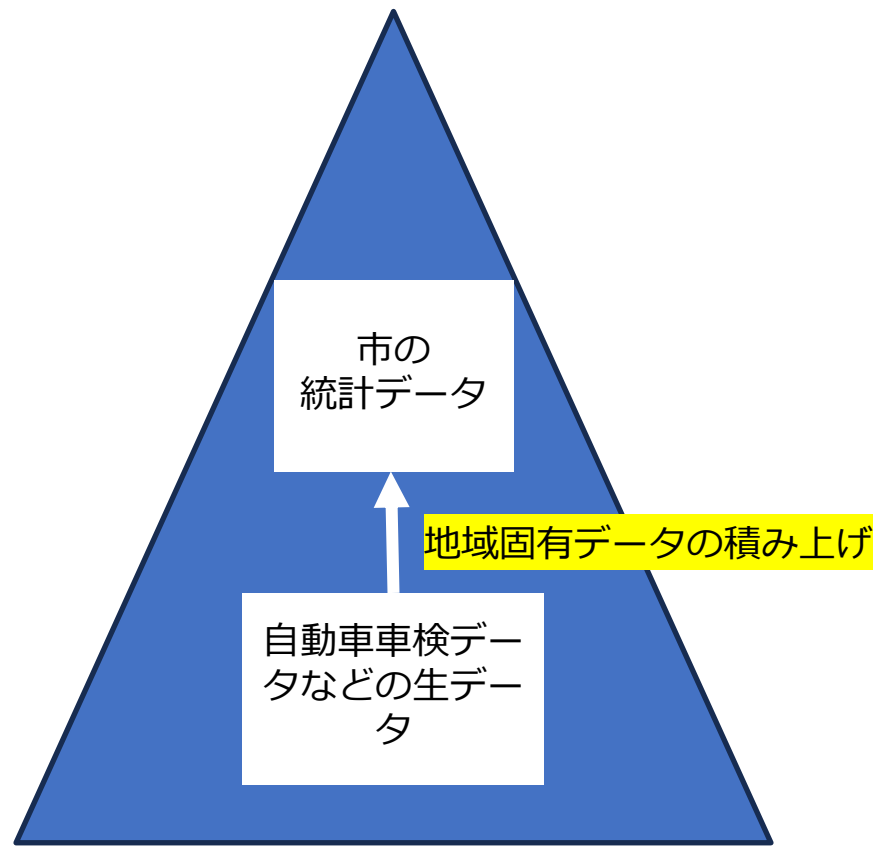 市の
統計データ
地域固有データの積み上げ
自動車車検デー
タなどの生デー
タ